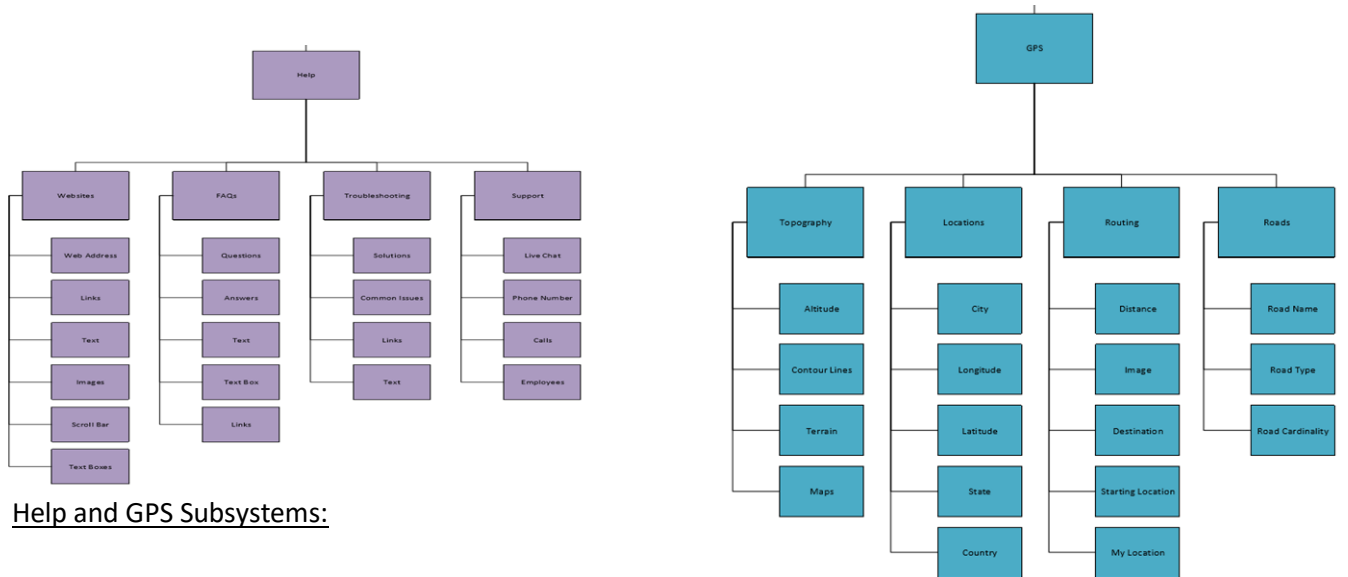 Help
Websites
FAQs
Troubleshooting
Support
Web Address
Links
Text
Images
Scroll Bar
Text Boxes
Questions
Answers
Text
Text Box
Links
Solutions
Common Issues
Links
Text
Live Chat
Phone Number
Calls
Employees
Help and GPS Subsystems:
GPS
Topography
Locations
Routing
Roads
Altitude
Contour Lines
Terrain
Maps
City
Longitude
Latitude
State
Country
Distance
Image
Destination
Starting Location
My Location
Road Name
Road Type
Road Cardinality